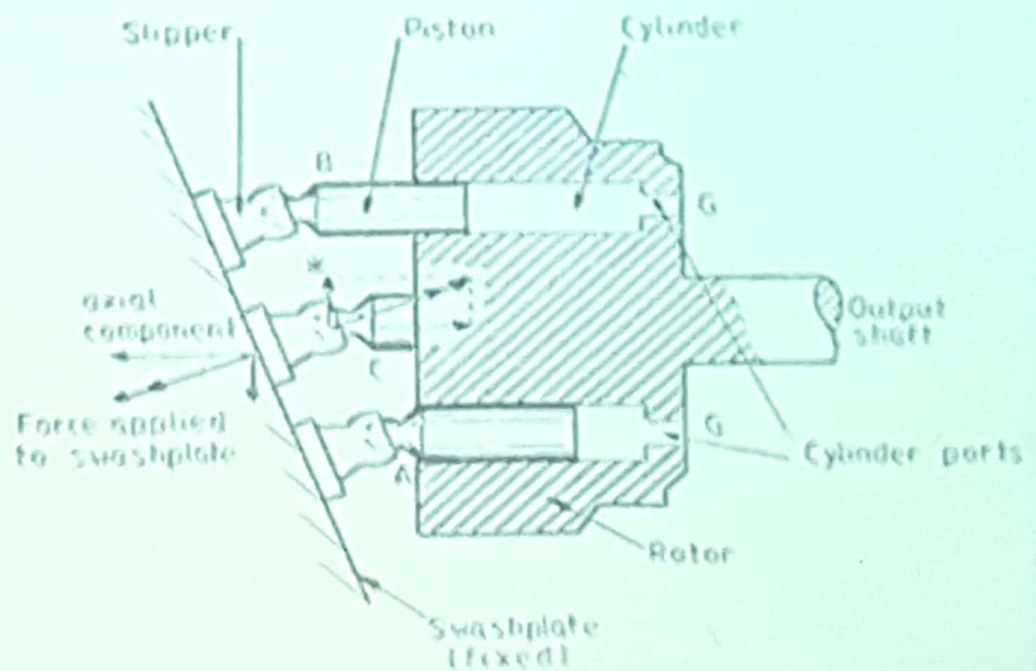 Slipper
Piston
Cylinder
B
G
*
axial
component
Output
shaft
C
Force applied
to swashplate
G
A
Cylinder ports
Rotor
Swashplate
(fixed)